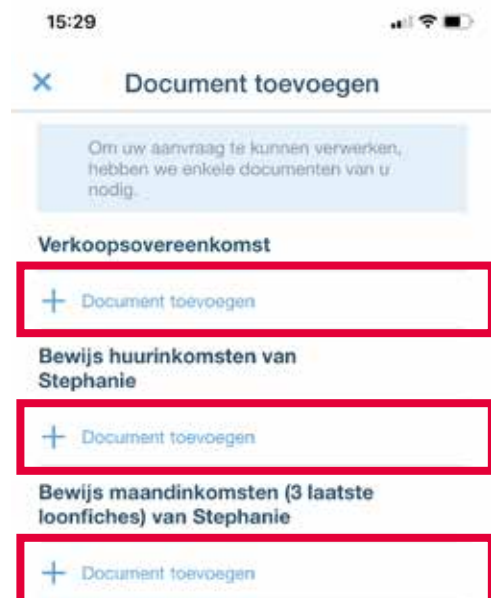 15:29
Document toevoegen
Om uw aanvraag te kunnen verwerken,
hebben we enkele documenten van u
nodig.
Verkoopsovereenkomst
Document toevoegen
Bewijs huurinkomsten van
Stephanie
Document toevoegen
Bewijs maandinkomsten (3 laatste
loonfiches) van Stephanie
Document toevoegen